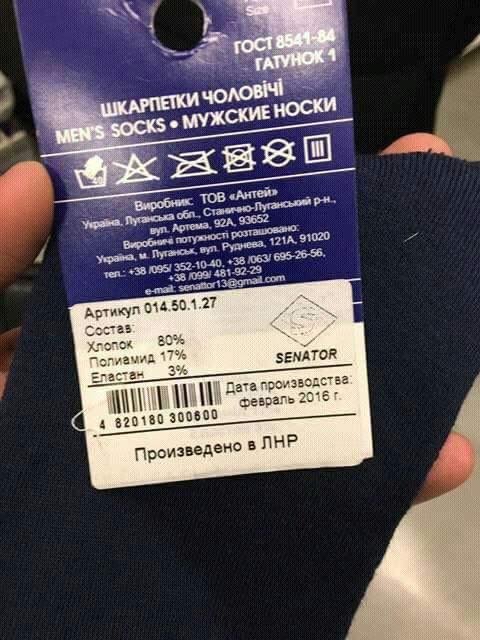 Size
ГОСТ 8541-84
ГАТУНОК 1
ШКАРПЕТКИ ЧОЛОВІЧІ
MEN'S SOCKS • МУЖСКИЕ НОСКИ
Виробник: ТОВ «Антей»
Україна, Луганська обл., Станично-Луганський р-н.,
вул. Артема, 92А, 93652
Виробничі потужності розташовано:
Україна, м. Луганськ, вул. Руднева, 121А, 91020
тел.: +38 /095/ 352-10-40, +38 /063/ 695-26-56,
+38 /099/ 481-92-29
e-mail: senattor13@gmail.com
Артикул 014.50.1.27
Состав:
Хлопок 80%
Полиамид 17%
Еластан 3%
S
SENATOR
Дата производства:
февраль 2016 г.
4 820180 300600
Произведено в ЛНР